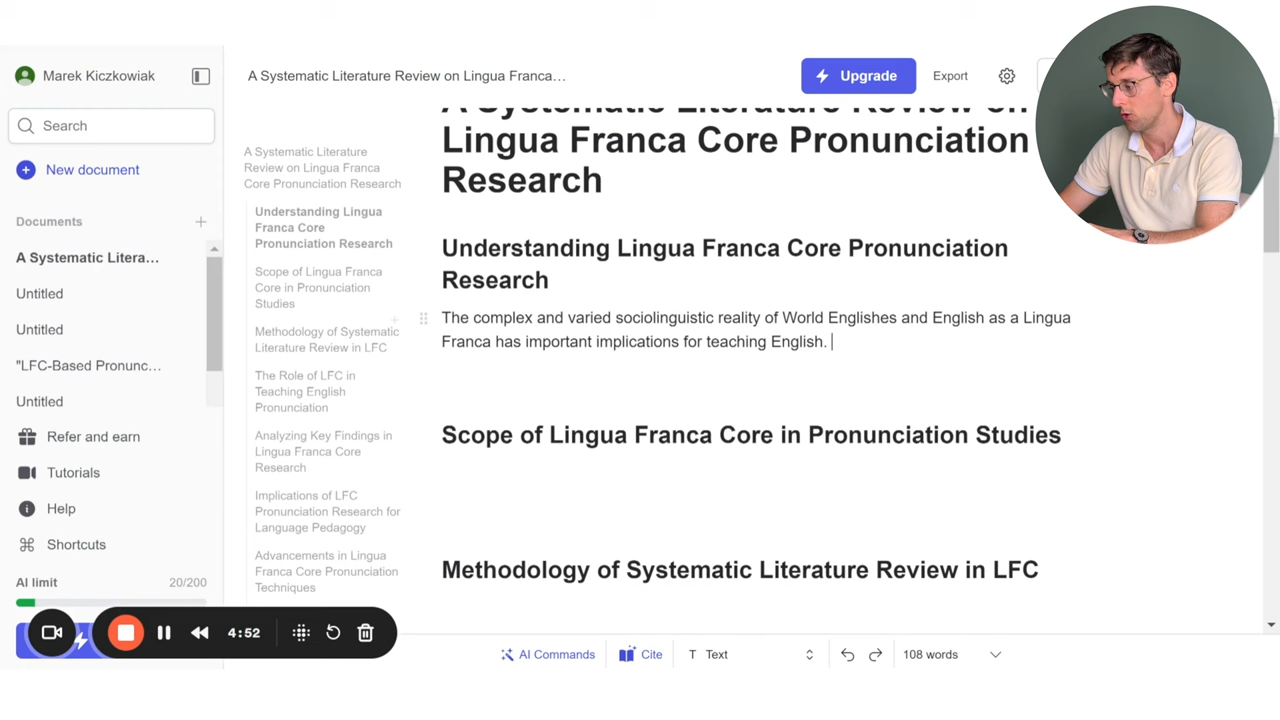 Marek Kiczkowiak
A Systematic Literature Review on Lingua Franca…
Upgrade
Export
Search
New document
Documents
A Systematic Litera...
Untitled
Untitled
"LFC-Based Pronunc...
Untitled
Refer and earn
Tutorials
Help
Shortcuts
AI limit
20/200
4:52
A Systematic Literature
Review on Lingua Franca
Core Pronunciation Research
Understanding Lingua
Franca Core
Pronunciation Research
Scope of Lingua Franca
Core in Pronunciation
Studies
Methodology of Systematic
Literature Review in LFC
The Role of LFC in
Teaching English
Pronunciation
Analyzing Key Findings in
Lingua Franca Core
Research
Implications of LFC
Pronunciation Research for
Language Pedagogy
Advancements in Lingua
Franca Core Pronunciation
Techniques
A Systematic Literature Review on
Lingua Franca Core Pronunciation
Research
Understanding Lingua Franca Core Pronunciation
Research
The complex and varied sociolinguistic reality of World Englishes and English as a Lingua
Franca has important implications for teaching English.
Scope of Lingua Franca Core in Pronunciation Studies
Methodology of Systematic Literature Review in LFC
AI Commands
Cite
T Text
108 words